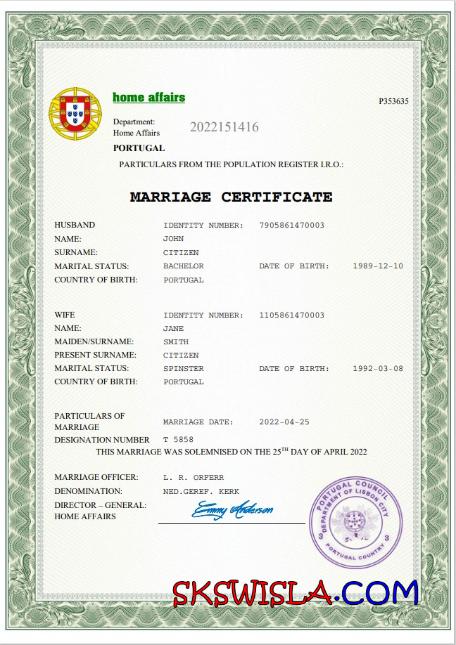 home affairs
P353635
Department:
Home Affairs
2022151416
PORTUGAL
PARTICULARS FROM THE POPULATION REGISTER I.R.O.:
MARRIAGE CERTIFICATE
HUSBAND IDENTITY NUMBER: 7905861470003
NAME: JOHN
SURNAME: CITIZEN
MARITAL STATUS: BACHELOR DATE OF BIRTH: 1989-12-10
COUNTRY OF BIRTH: PORTUGAL
WIFE IDENTITY NUMBER: 1105861470003
NAME: JANE
MAIDEN/SURNAME: SMITH
PRESENT SURNAME: CITIZEN
MARITAL STATUS: SPINSTER DATE OF BIRTH: 1992-03-08
COUNTRY OF BIRTH: PORTUGAL
PARTICULARS OF
MARRIAGE MARRIAGE DATE: 2022-04-25
DESIGNATION NUMBER T 5858
THIS MARRIAGE WAS SOLEMNISED ON THE 25TH DAY OF APRIL 2022
MARRIAGE OFFICER: L. R. ORFERR
DENOMINATION: NED.GEREF. KERK
DIRECTOR – GENERAL:
HOME AFFAIRS
Emmy Anderson
PORTUGAL COUNCIL
DEPARTMENT OF LISBON CITY
PORTUGAL COUNTRY
SKSWISLA.COM